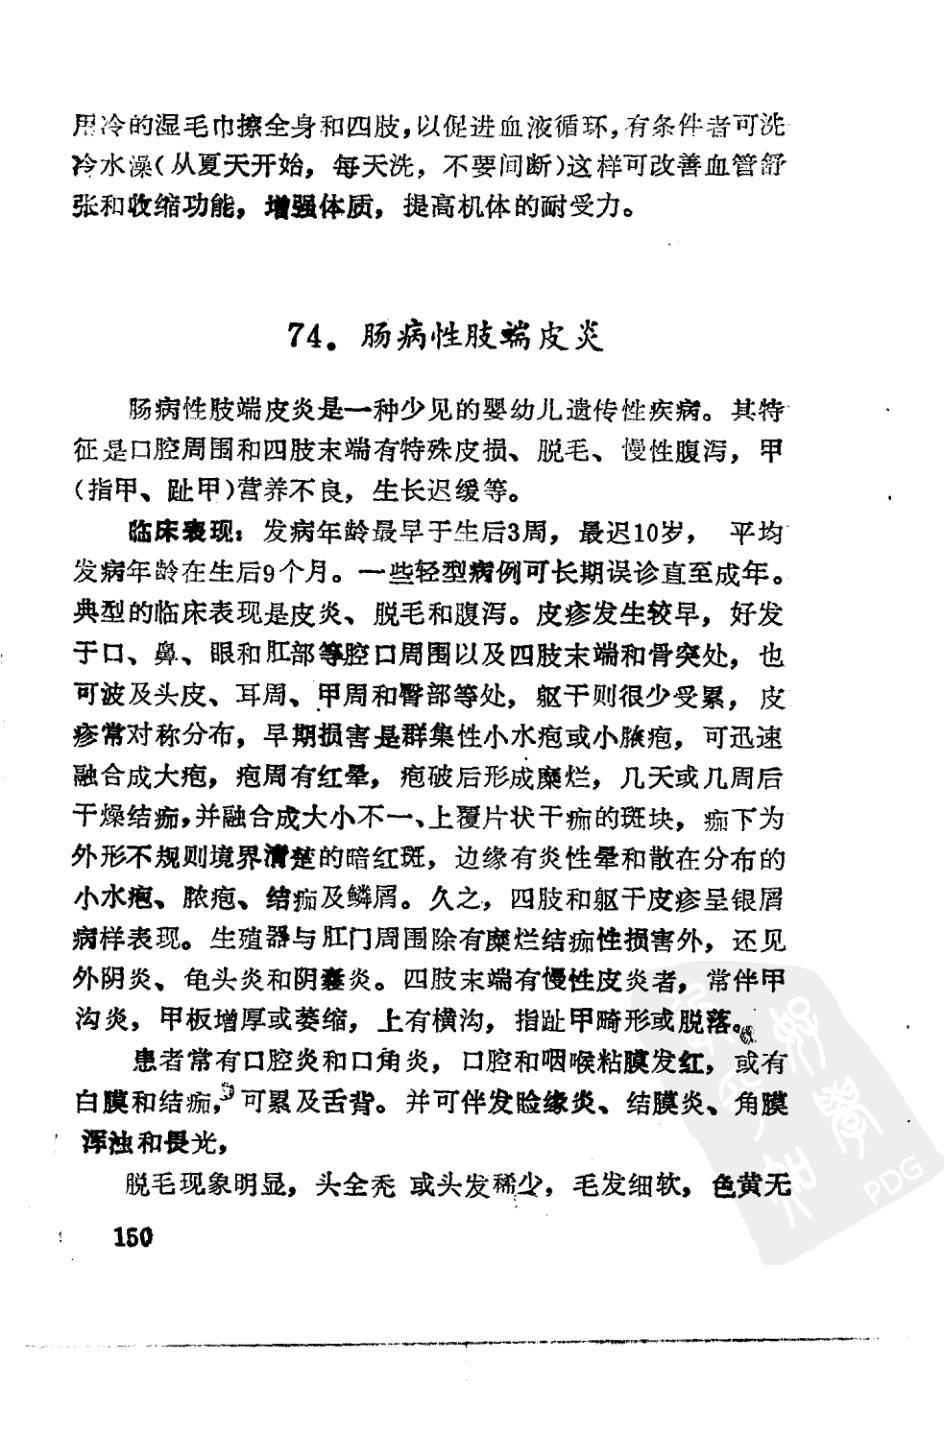 用冷的湿毛巾擦全身和四肢，以促进血液循环，有条件者可洗
冷水澡（从夏天开始，每天洗，不要间断）这样可改善血管舒
张和收缩功能，增强体质，提高机体的耐受力。
74。肠病性肢端皮炎
肠病性肢端皮炎是一种少见的婴幼儿遗传性疾病。其特
征是口腔周围和四肢末端有特殊皮损、脱毛、慢性腹泻，甲
（指甲、趾甲）营养不良，生长迟缓等。
临床表现：发病年龄最早于生后3周，最迟10岁，平均
发病年龄在生后9个月。一些轻型病例可长期误诊直至成年。
典型的临床表现是皮炎、脱毛和腹泻。皮疹发生较早，好发
于口、鼻、眼和肛部等腔口周围以及四肢末端和骨突处，也
可波及头皮、耳周、甲周和臀部等处，躯干则很少受累，皮
疹常对称分布，早期损害是群集性小水疱或小脓疱，可迅速
融合成大疱，疱周有红晕，疱破后形成糜烂，几天或几周后
干燥结痂，并融合成大小不一、上覆片状干痂的斑块，痂下为
外形不规则境界清楚的暗红斑，边缘有炎性晕和散在分布的
小水疱、脓疱、结痂及鳞屑。久之，四肢和躯干皮疹呈银屑
病样表现。生殖器与肛门周围除有糜烂结痂性损害外，还见
外阴炎、龟头炎和阴囊炎。四肢末端有慢性皮炎者，常伴甲
沟炎，甲板增厚或萎缩，上有横沟，指趾甲畸形或脱落。
患者常有口腔炎和口角炎，口腔和咽喉粘膜发红，或有
白膜和结痂，可累及舌背。并可伴发睑缘炎、结膜炎、角膜
浑浊和畏光，
脱毛现象明显，头全秃 或头发稀少，毛发细软，色黄无
150
PDG